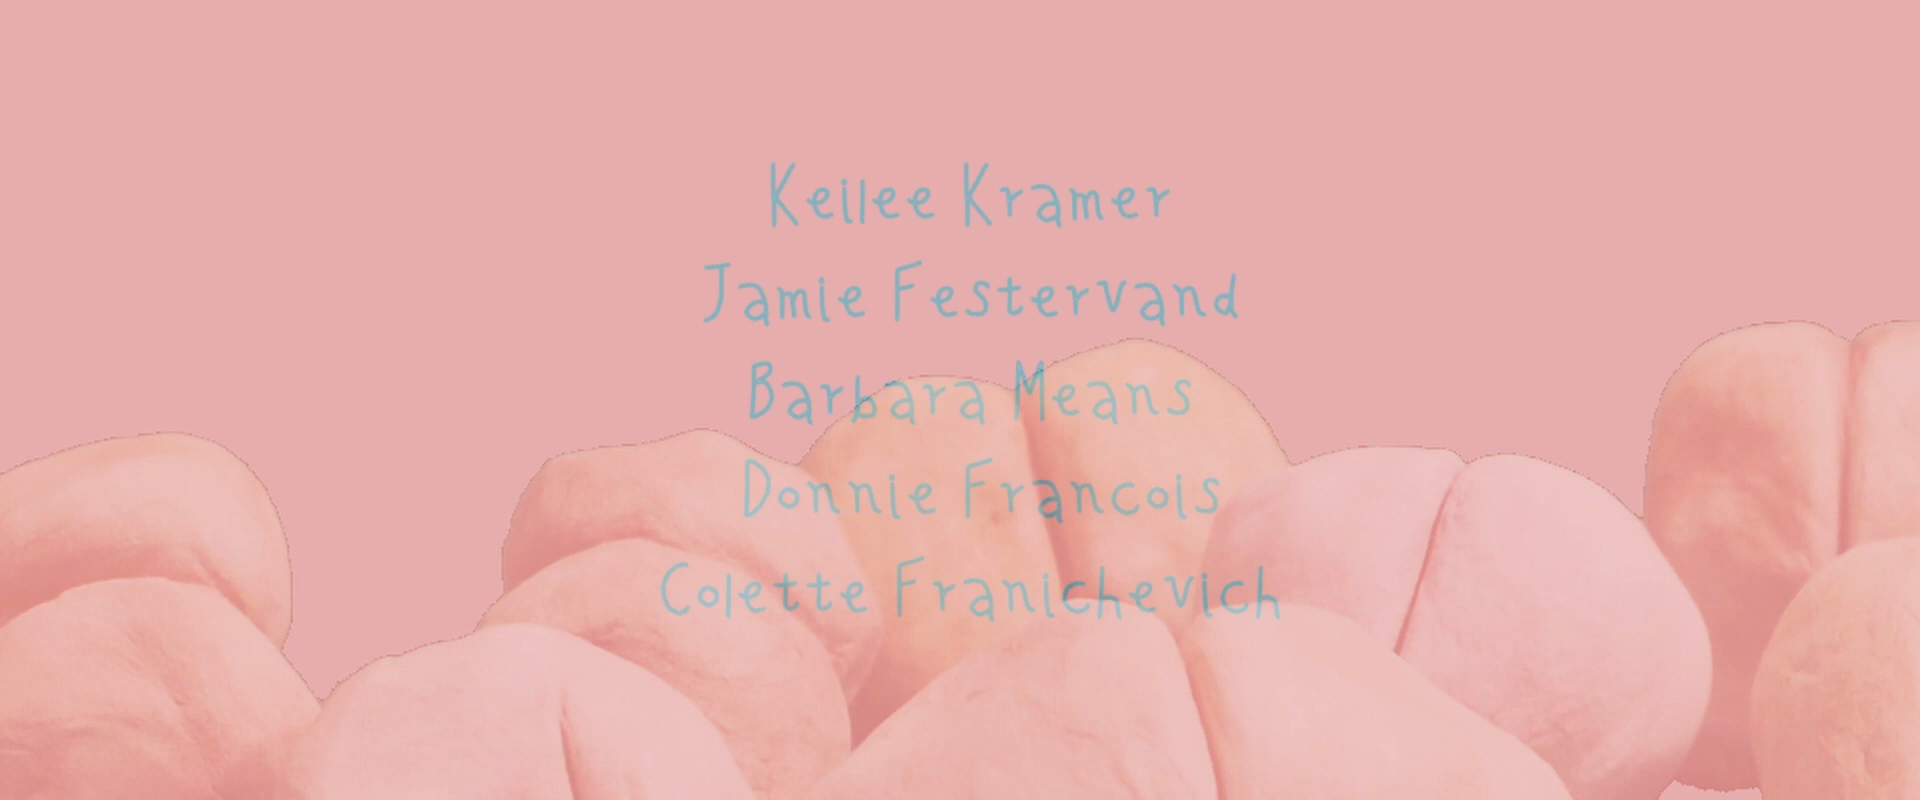 Keilee Kramer
Jamie Festervand
Barbara Means
Donnie Francois
Colette Franichevich